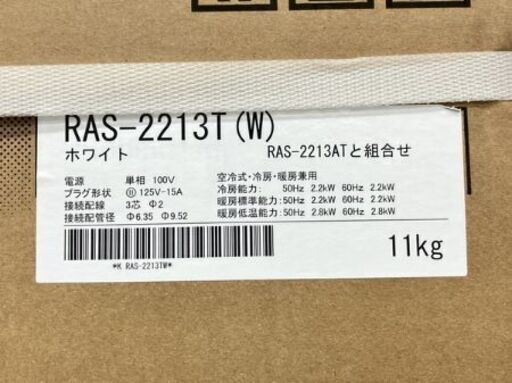 RAS-2213T(W)
ホワイト RAS-2213ATと組合せ
電源 単相 100V 空冷式・冷房・暖房兼用
プラグ形状 125V-15A 冷房能力: 50Hz 2.2kW 60Hz 2.2kW
接続配線 3芯 Φ2 暖房標準能力:50Hz 2.2kW 60Hz 2.2kW
接続配管径 Φ6.35 Φ9.52 暖房低温能力:50Hz 2.8kW 60Hz 2.8kW
11kg
*K RAS-2213TW*